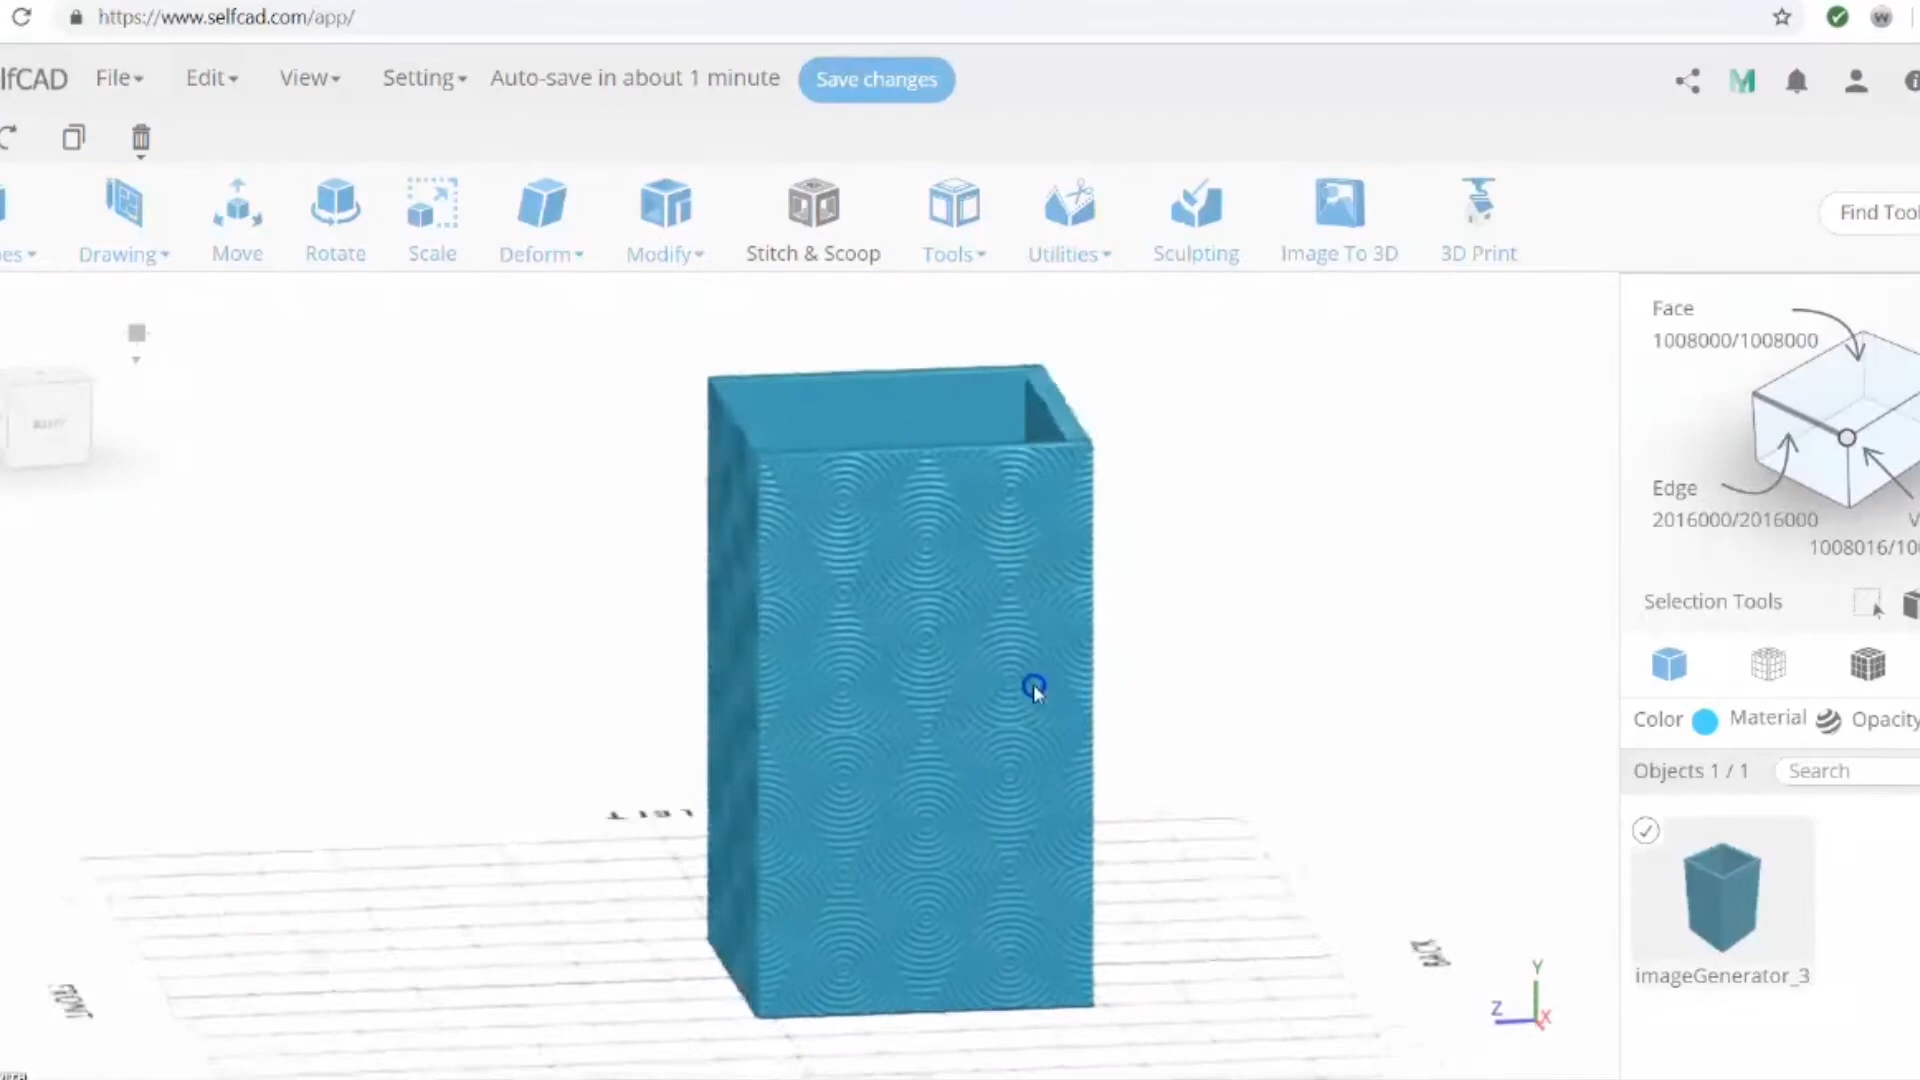 https://www.selfcad.com/app/
lfCAD File Edit View Setting Auto-save in about 1 minute Save changes
Drawing Move Rotate Scale Deform Modify Stitch & Scoop Tools Utilities Sculpting Image To 3D 3D Print
Find Tool
Face
1008000/1008000
Edge
2016000/2016000
V
1008016/10
Selection Tools
Color Material Opacity
Objects 1 / 1 Search
imageGenerator_3
Y
Z X